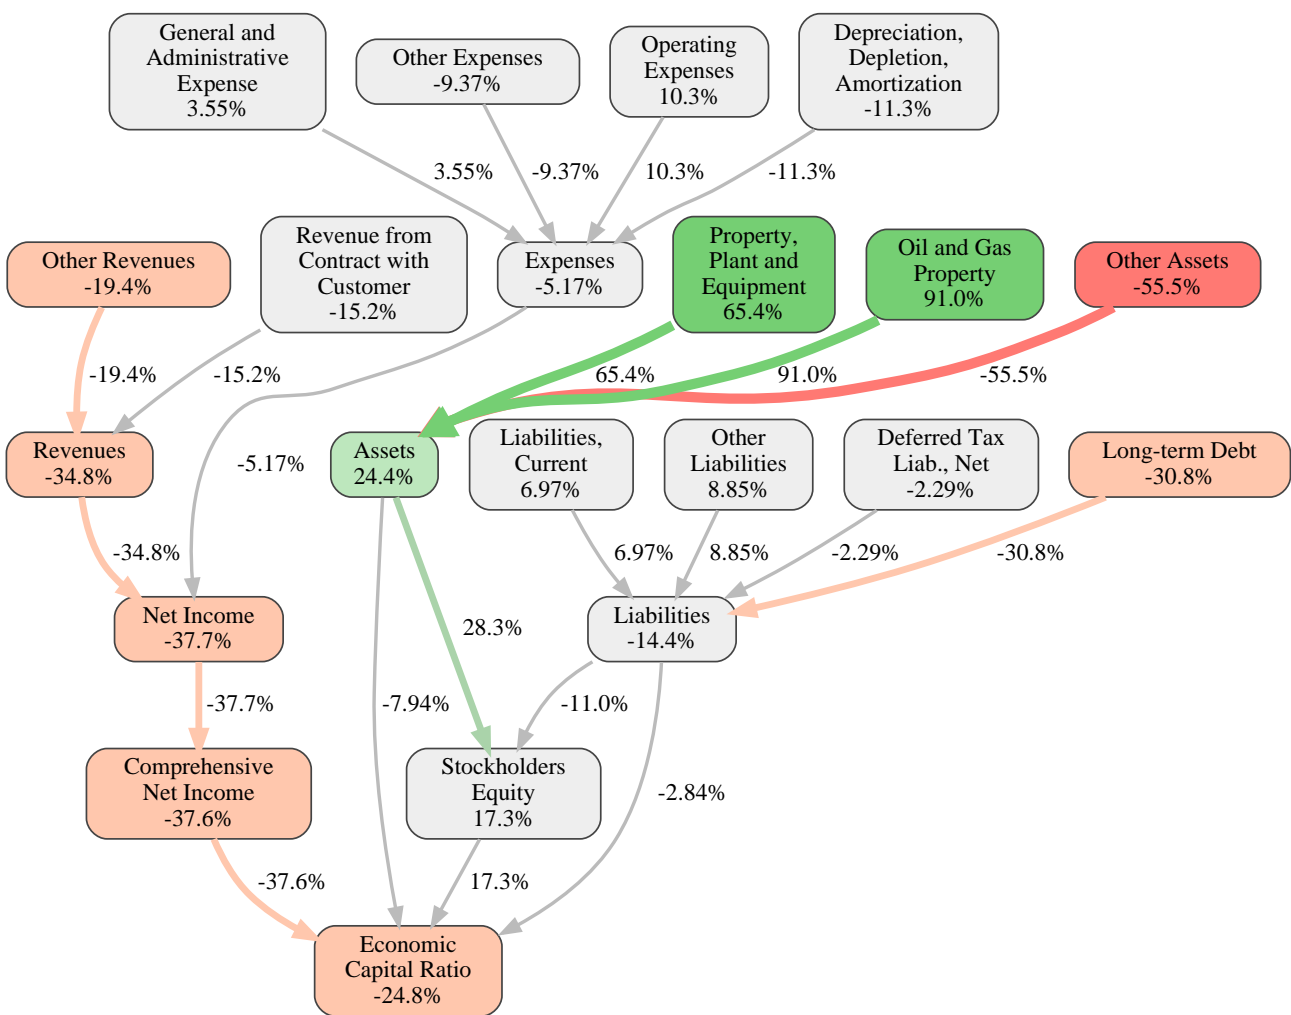 General and
Administrative
Expense
3.55%
Other Expenses
-9.37%
Operating
Expenses
10.3%
Depreciation,
Depletion,
Amortization
-11.3%
3.55%
-9.37%
10.3%
-11.3%
Other Revenues
-19.4%
Revenue from
Contract with
Customer
-15.2%
Expenses
-5.17%
Property,
Plant and
Equipment
65.4%
Oil and Gas
Property
91.0%
Other Assets
-55.5%
-19.4%
-15.2%
65.4%
91.0%
-55.5%
Revenues
-34.8%
-5.17%
Assets
24.4%
Liabilities,
Current
6.97%
Other
Liabilities
8.85%
Deferred Tax
Liab., Net
-2.29%
Long-term Debt
-30.8%
-34.8%
6.97%
8.85%
-2.29%
-30.8%
Net Income
-37.7%
28.3%
Liabilities
-14.4%
-37.7%
-7.94%
-11.0%
Comprehensive
Net Income
-37.6%
Stockholders
Equity
17.3%
-2.84%
-37.6%
17.3%
Economic
Capital Ratio
-24.8%